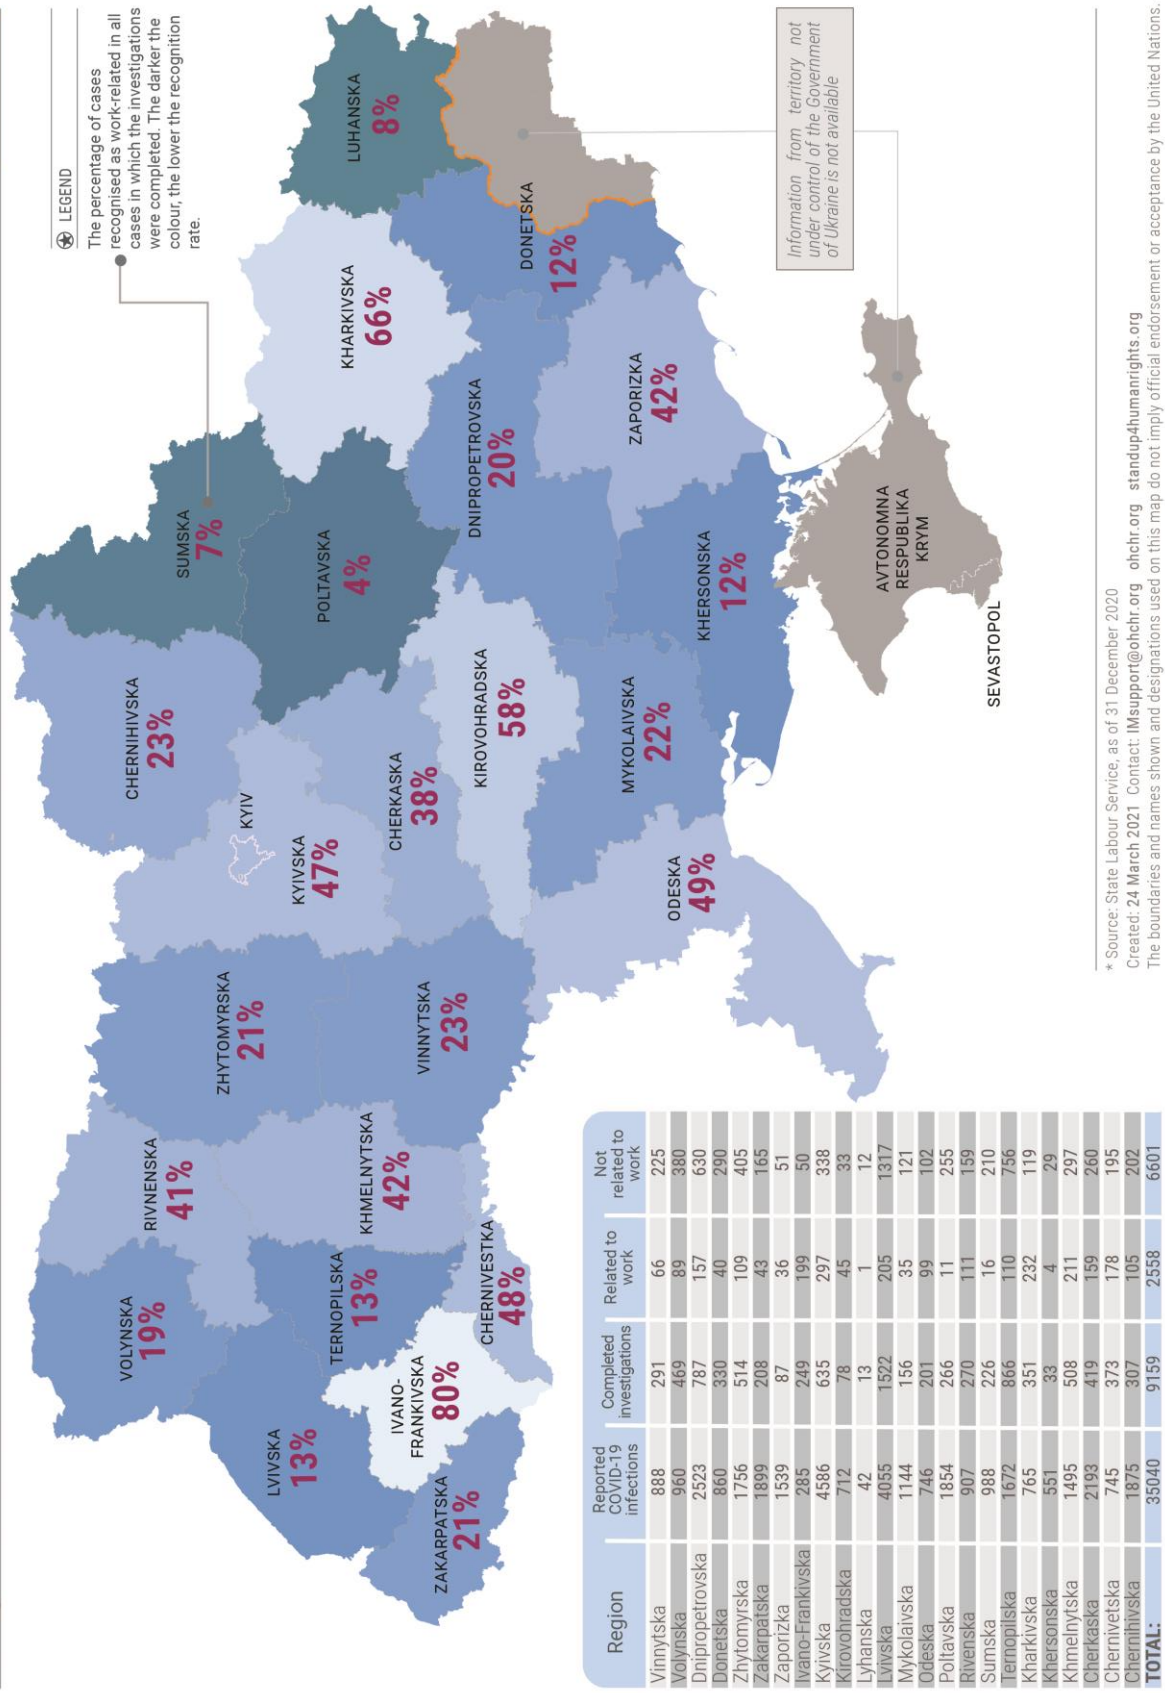 LEGEND
The percentage of cases
recognised as work-related in all
cases in which the investigations
were completed. The darker the
colour, the lower the recognition
rate.
VOLYNSKA
19%
RIVNENSKA
41%
ZHYTOMYRSKA
21%
CHERNIHIVSKA
23%
SUMSKA
7%
KYIV
KYIVSKA
47%
POLTAVSKA
4%
KHARKIVSKA
66%
LUHANSKA
8%
LVIVSKA
13%
TERNOPILSKA
13%
KHMELNYTSKA
42%
VINNYTSKA
23%
CHERKASKA
38%
KIROVOHRADSKA
58%
DNIPROPETROVSKA
20%
DONETSKA
12%
ZAKARPATSKA
21%
IVANO-
FRANKIVSKA
80%
CHERNIVESTKA
48%
ODESKA
49%
MYKOLAIVSKA
22%
KHERSONSKA
12%
ZAPORIZKA
42%
Information from territory not
under control of the Government
of Ukraine is not available
AVTONOMNA
RESPUBLIKA
KRYM
SEVASTOPOL
Region Reported COVID-19 infections Completed investigations Related to work Not related to work
Vinnytska 888 291 66 225
Volynska 960 469 89 380
Dnipropetrovska 2523 787 157 630
Donetska 860 330 40 290
Zhytomyrska 1756 514 109 405
Zakarpatska 1899 208 43 165
Zaporizka 1539 87 36 51
Ivano-Frankivska 285 249 199 50
Kyivska 4586 635 297 338
Kirovohradska 712 78 45 33
Lyhanska 42 13 1 12
Lvivska 4055 1522 205 1317
Mykolaivska 1144 156 35 121
Odeska 746 201 99 102
Poltavska 1854 266 11 255
Rivenska 907 270 111 159
Sumska 988 226 16 210
Ternopilska 1672 866 110 756
Kharkivska 765 351 232 119
Khersonska 551 33 4 29
Khmelnytska 1495 508 211 297
Cherkaska 2193 419 159 260
Chernivetska 745 373 178 195
Chernihivska 1875 307 105 202
TOTAL: 35040 9159 2558 6601
* Source: State Labour Service, as of 31 December 2020
Created: 24 March 2021 Contact: IMsupport@ohchr.org ohchr.org standup4humanrights.org
The boundaries and names shown and designations used on this map do not imply official endorsement or acceptance by the United Nations.